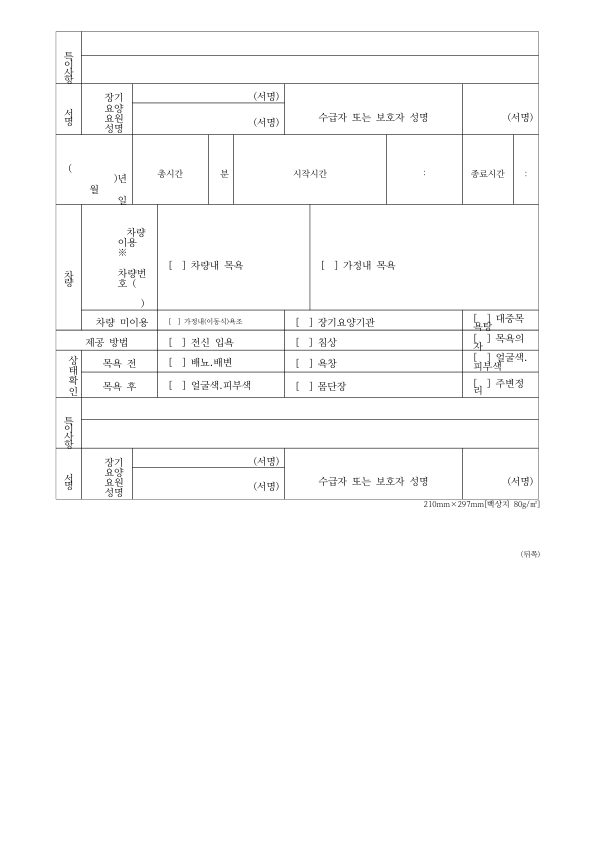 특이사항
서명
장기
요양
요원
성명
(서명)
(서명)
수급자 또는 보호자 성명
(서명)
(
)년
월
일
총시간
분
시작시간
:
종료시간
:
차량
차량
이용
※
차량번
호 (
)
[ ] 차량내 목욕
[ ] 가정내 목욕
차량 미이용
[ ] 가정내(이동식)욕조
[ ] 장기요양기관
[ ] 대중목
욕탕
제공 방법
[ ] 전신 입욕
[ ] 침상
[ ] 목욕의
자
상태확인
목욕 전
[ ] 배뇨.배변
[ ] 욕창
[ ] 얼굴색.
피부색
목욕 후
[ ] 얼굴색.피부색
[ ] 몸단장
[ ] 주변정
리
특이사항
서명
장기
요양
요원
성명
(서명)
(서명)
수급자 또는 보호자 성명
(서명)
210mm×297mm[백상지 80g/㎡]
(뒤쪽)